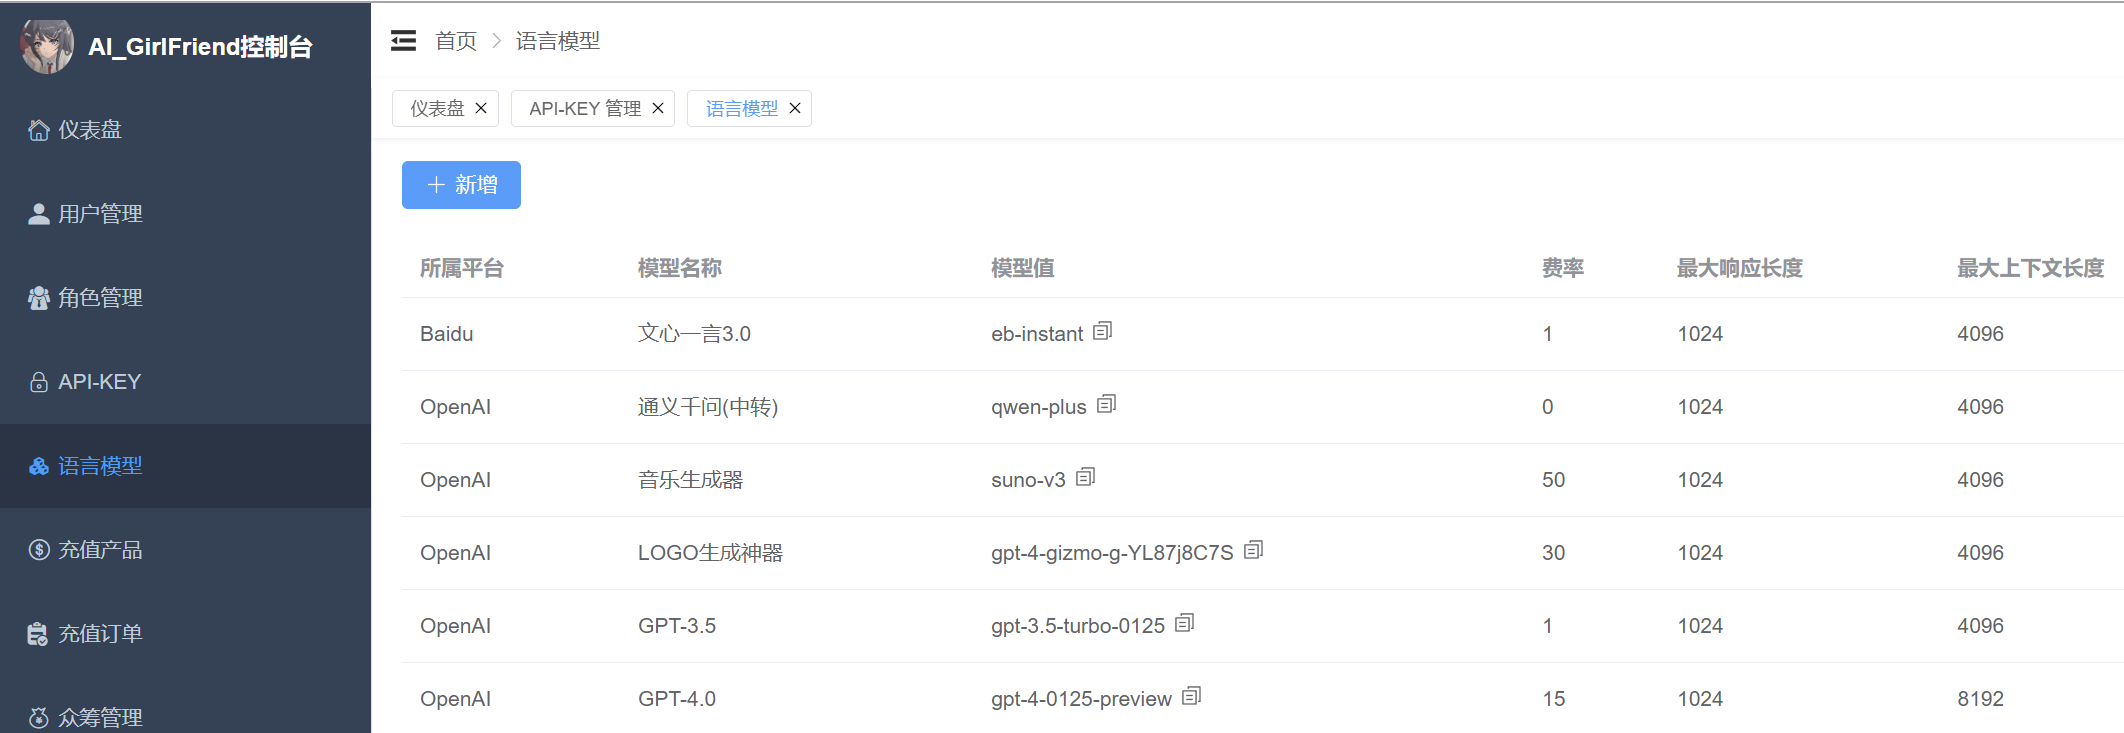 AI_GirlFriend控制台
仪表盘
用户管理
角色管理
API-KEY
语言模型
充值产品
充值订单
众筹管理
首页 > 语言模型
仪表盘 × API-KEY 管理 × 语言模型 ×
+ 新增
所属平台 模型名称 模型值 费率 最大响应长度 最大上下文长度
Baidu 文心一言3.0 eb-instant 1 1024 4096
OpenAI 通义千问(中转) qwen-plus 0 1024 4096
OpenAI 音乐生成器 suno-v3 50 1024 4096
OpenAI LOGO生成神器 gpt-4-gizmo-g-YL87j8C7S 30 1024 4096
OpenAI GPT-3.5 gpt-3.5-turbo-0125 1 1024 4096
OpenAI GPT-4.0 gpt-4-0125-preview 15 1024 8192